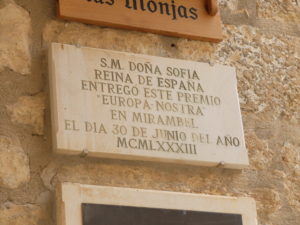 las Monjas
S.M. DOÑA SOFIA
REINA DE ESPAÑA
ENTREGO ESTE PREMIO
"EUROPA-NOSTRA"
EN MIRAMBEL
EL DIA 30 DE JUNIO DEL AÑO
MCMLXXXIII